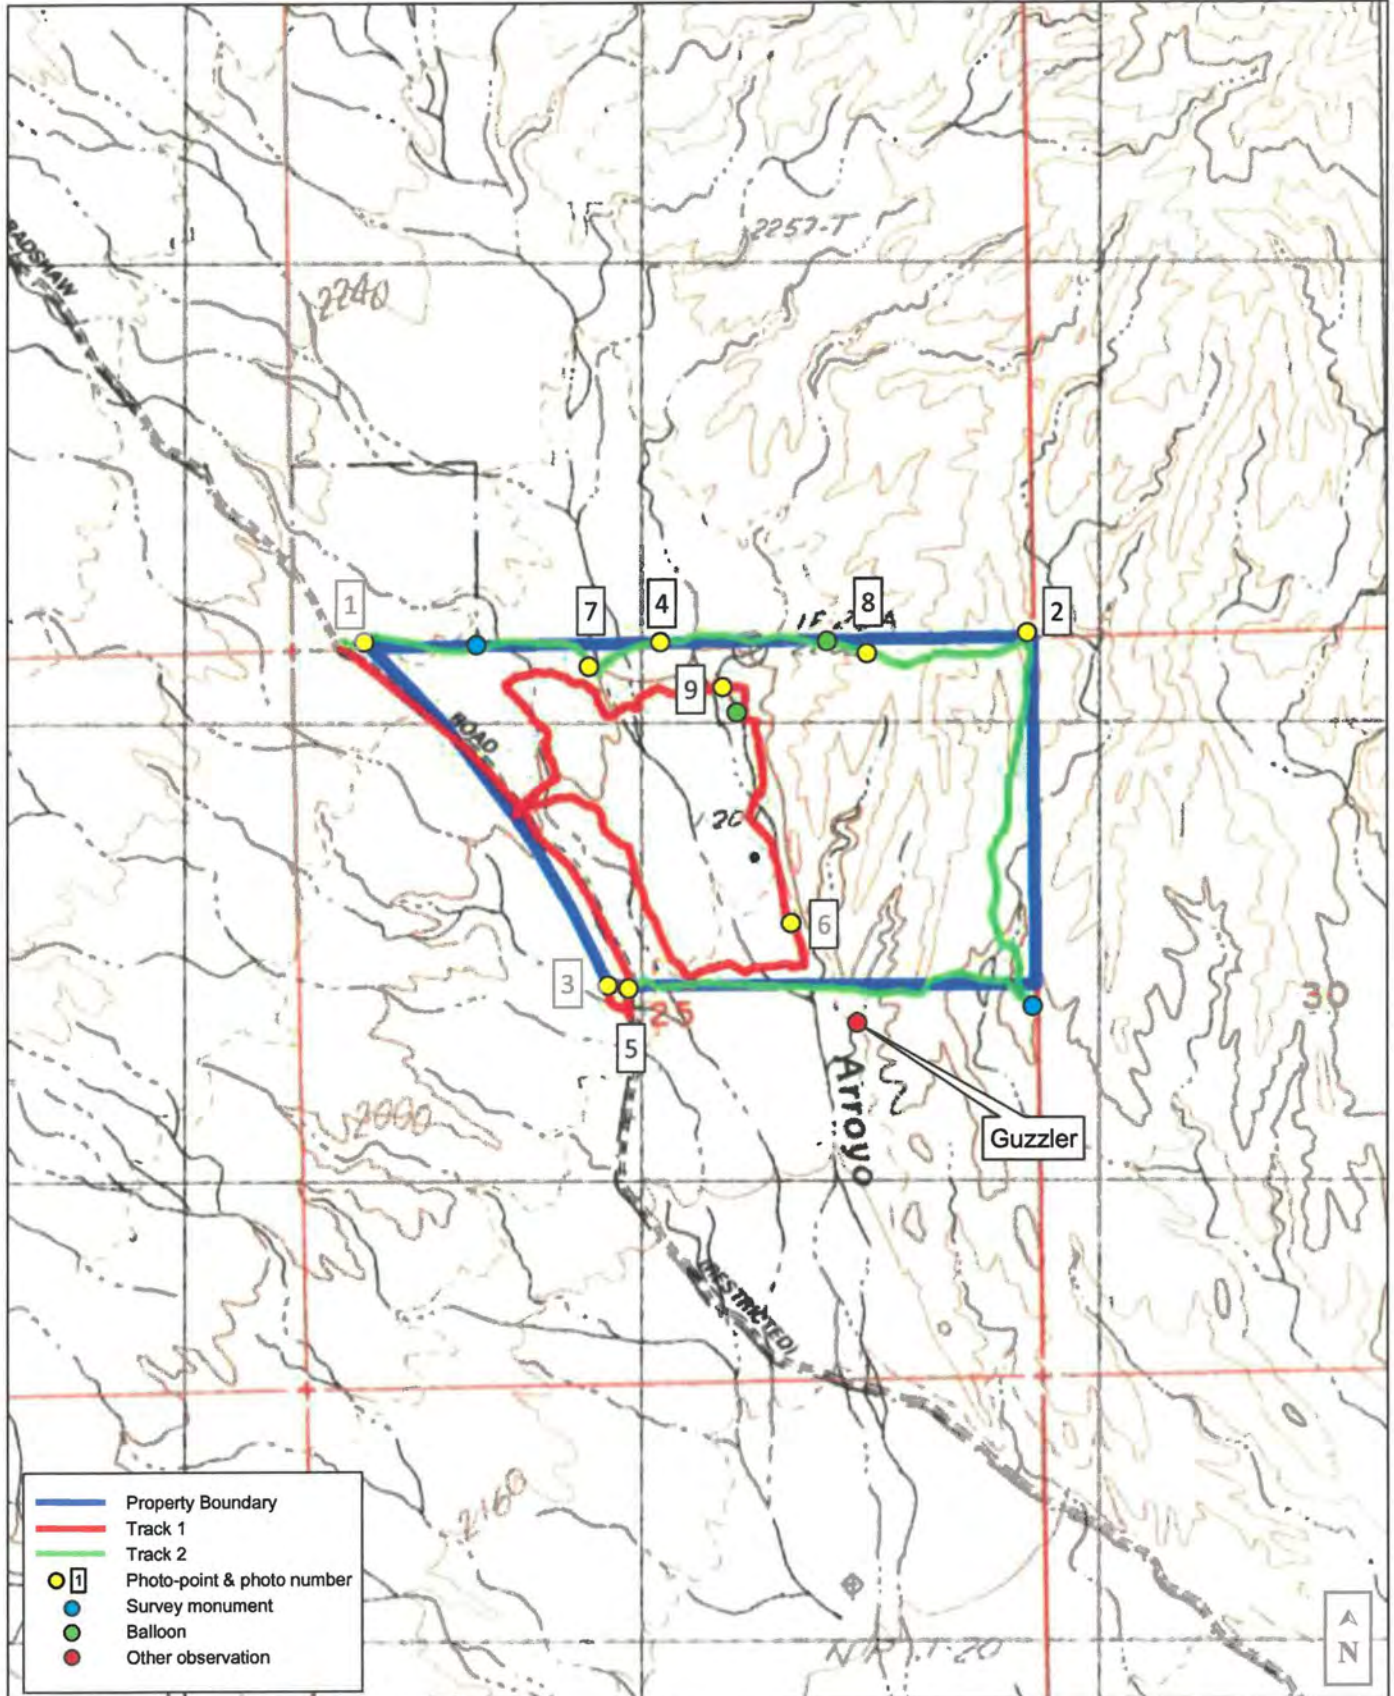 2257-T
2240
1
7
4
8
2
9
ROAD
20
6
3
25
5
30
Arroyo
2000
Guzzler
2160
Property Boundary
Track 1
Track 2
1 Photo-point & photo number
Survey monument
Balloon
Other observation
N